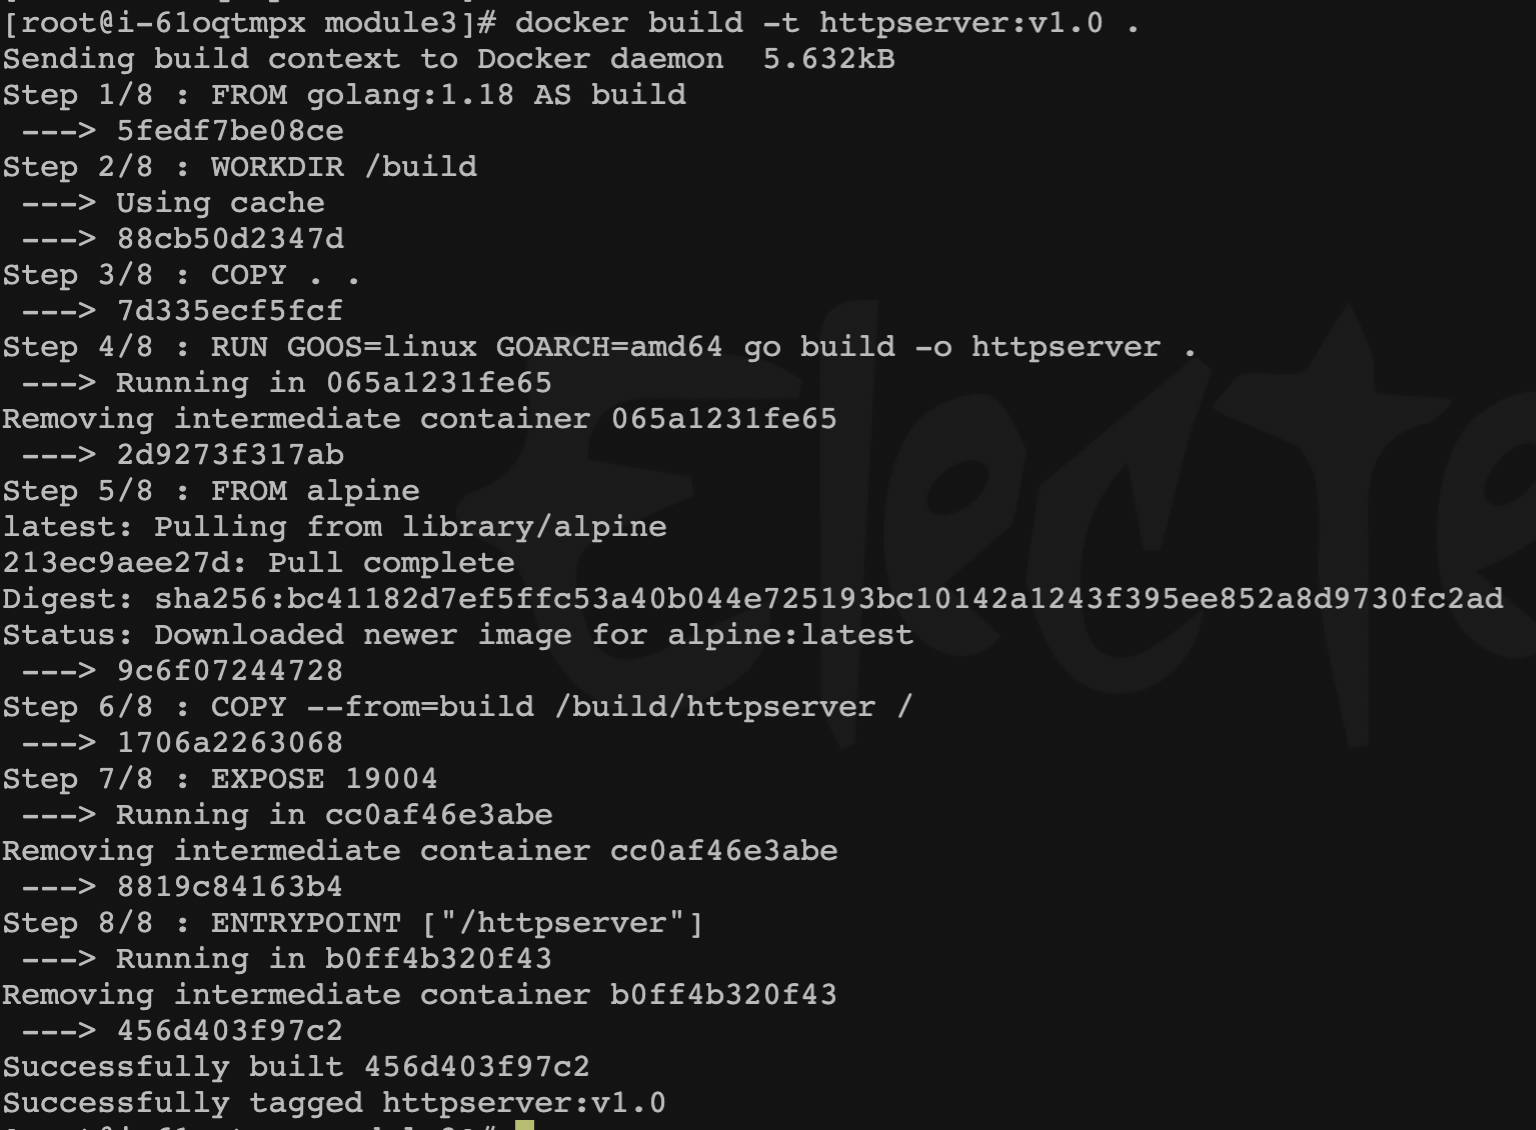 [root@i-61oqtmpx module3]# docker build -t httpserver:v1.0 .
Sending build context to Docker daemon  5.632kB
Step 1/8 : FROM golang:1.18 AS build
 ---> 5fedf7be08ce
Step 2/8 : WORKDIR /build
 ---> Using cache
 ---> 88cb50d2347d
Step 3/8 : COPY . .
 ---> 7d335ecf5fcf
Step 4/8 : RUN GOOS=linux GOARCH=amd64 go build -o httpserver .
 ---> Running in 065a1231fe65
Removing intermediate container 065a1231fe65
 ---> 2d9273f317ab
Step 5/8 : FROM alpine
latest: Pulling from library/alpine
213ec9aee27d: Pull complete
Digest: sha256:bc41182d7ef5ffc53a40b044e725193bc10142a1243f395ee852a8d9730fc2ad
Status: Downloaded newer image for alpine:latest
 ---> 9c6f07244728
Step 6/8 : COPY --from=build /build/httpserver /
 ---> 1706a2263068
Step 7/8 : EXPOSE 19004
 ---> Running in cc0af46e3abe
Removing intermediate container cc0af46e3abe
 ---> 8819c84163b4
Step 8/8 : ENTRYPOINT ["/httpserver"]
 ---> Running in b0ff4b320f43
Removing intermediate container b0ff4b320f43
 ---> 456d403f97c2
Successfully built 456d403f97c2
Successfully tagged httpserver:v1.0